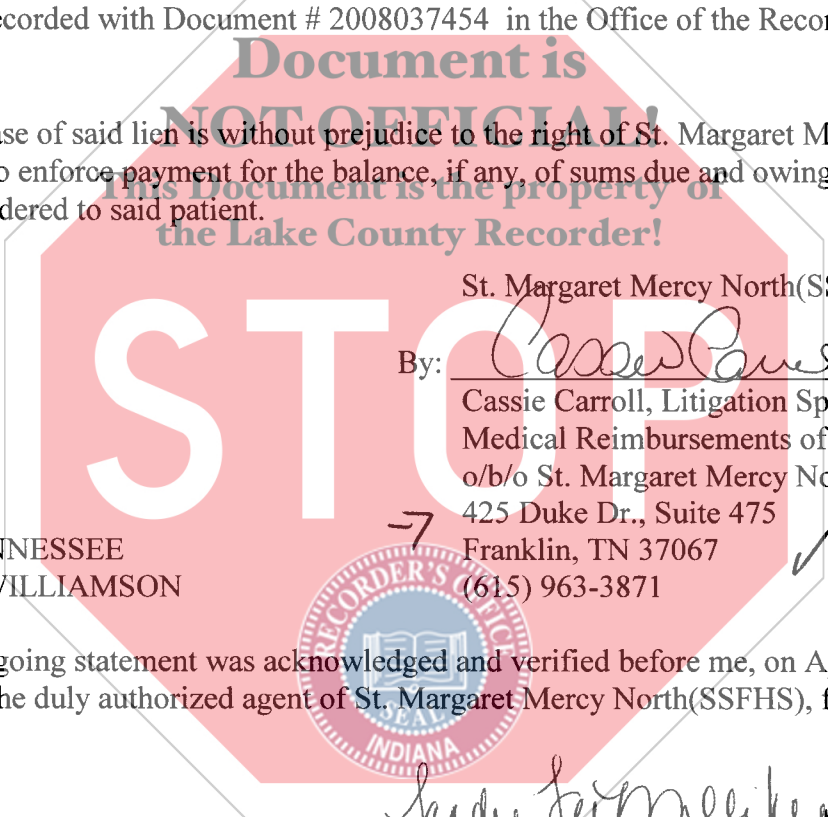 ecorded with Document # 2008037454 in the Office of the Recor
Document is
NOT OFFICIAL!
ase of said lien is without prejudice to the right of St. Margaret M
o enforce payment for the balance, if any, of sums due and owing
This Document is the property of
dered to said patient.
the Lake County Recorder!
STOP
St. Margaret Mercy North(SS
By:
Cassie Carroll, Litigation Sp
Medical Reimbursements of
o/b/o St. Margaret Mercy No
425 Duke Dr., Suite 475
NNESSEE
Franklin, TN 37067
WILLIAMSON
(615) 963-3871
RECORDER'S OFFICE
SEAL
INDIANA
going statement was acknowledged and verified before me, on A
he duly authorized agent of St. Margaret Mercy North(SSFHS), f